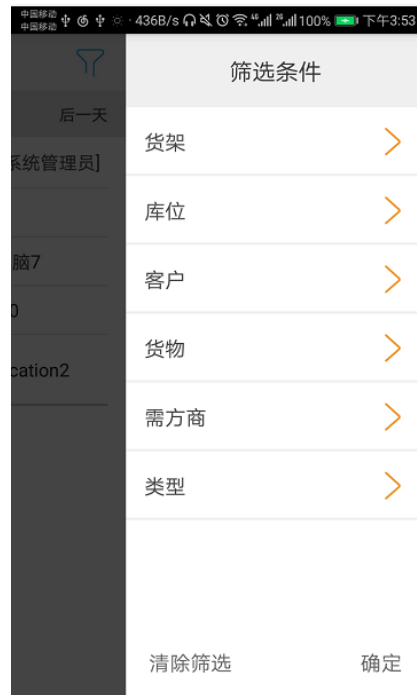 中国移动
中国移动
436B/s
4G
2G
100%
下午3:53
筛选条件
后一天
系统管理员]
脑7
0
cation2
货架
库位
客户
货物
需方商
类型
清除筛选
确定